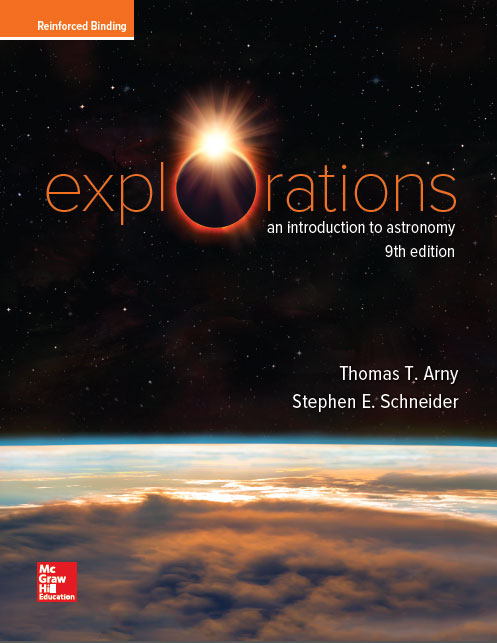 Reinforced Binding
explorations
an introduction to astronomy
9th edition
Thomas T. Arny
Stephen E. Schneider
Mc
Graw
Hill
Education